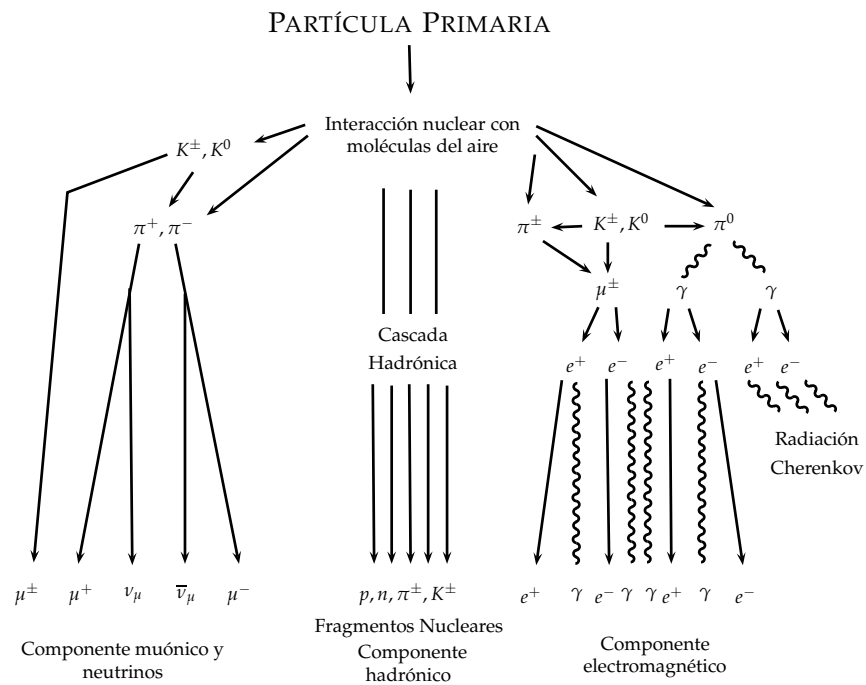 PARTÍCULA PRIMARIA
Interacción nuclear con
moléculas del aire
K±, K⁰
π⁺, π⁻
π± K±, K⁰ π⁰
μ± γ γ
Cascada
Hadrónica
e⁺ e⁻ e⁺ e⁻ e⁺ e⁻
Radiación
Cherenkov
μ± μ⁺ νμ ν̅μ μ⁻
p, n, π±, K±
e⁺ γ e⁻ γ γ e⁺ γ e⁻
Fragmentos Nucleares
Componente
hadrónico
Componente muónico y
neutrinos
Componente
electromagnético